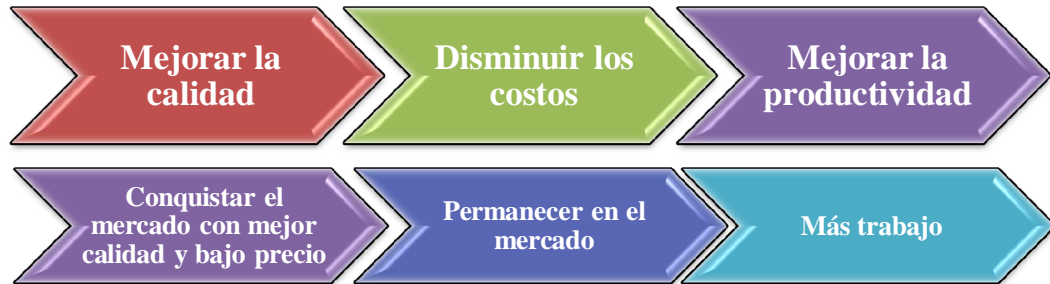 Mejorar la
calidad
Disminuir los
costos
Mejorar la
productividad
Conquistar el
mercado con mejor
calidad y bajo precio
Permanecer en el
mercado
Más trabajo